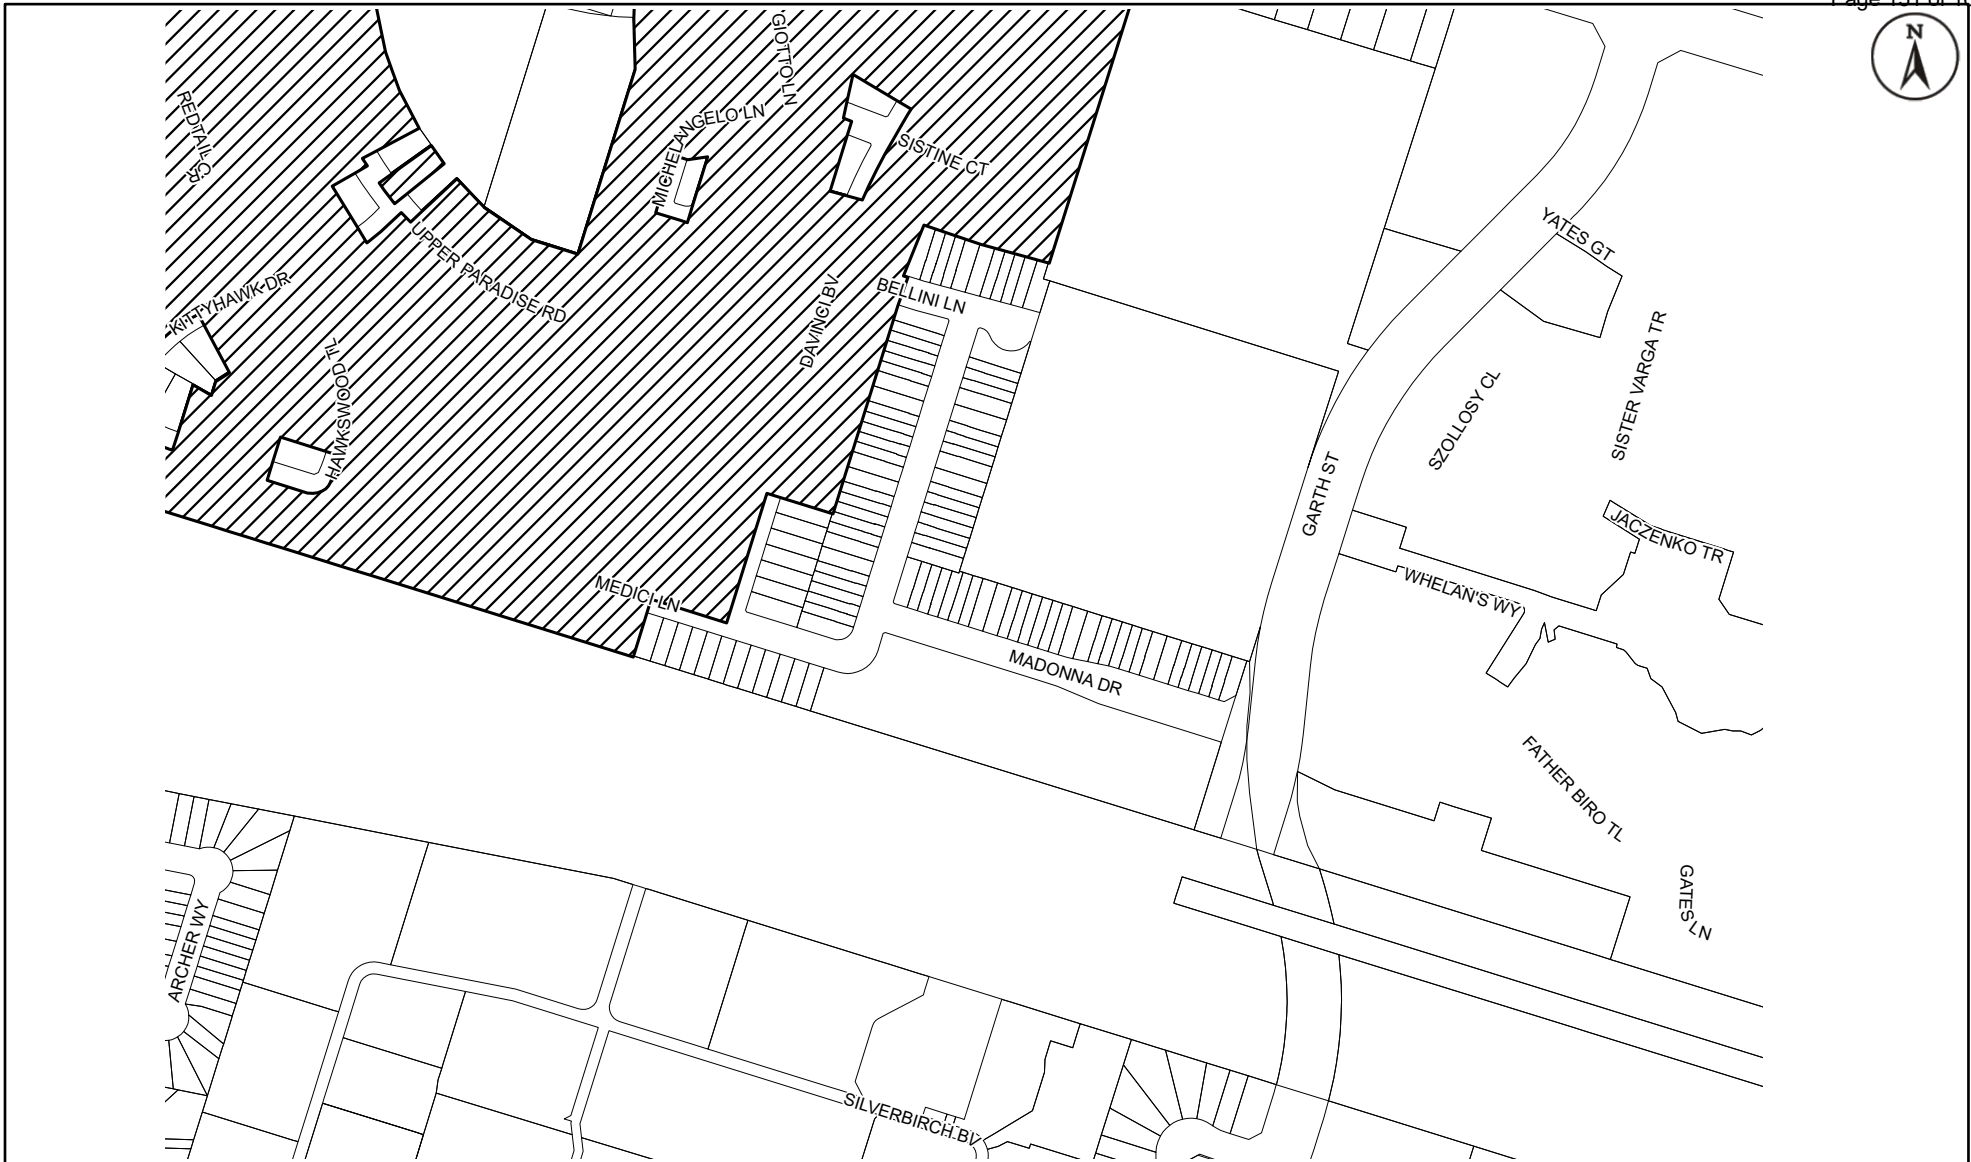 N
GIOTTO LN
REDTAIL CR
MICHELANGELO LN
SISTINE CT
YATES GT
UPPER PARADISE RD
KITTYHAWK DR
BELLINI LN
DAVINCI BV
HAWKSWOOD TL
SISTER VARGA TR
SZOLLOSY CL
GARTH ST
JACZENKO TR
WHELAN'S WY
MEDICI LN
MADONNA DR
FATHER BIRO TL
GATES LN
ARCHER WY
SILVERBIRCH BV